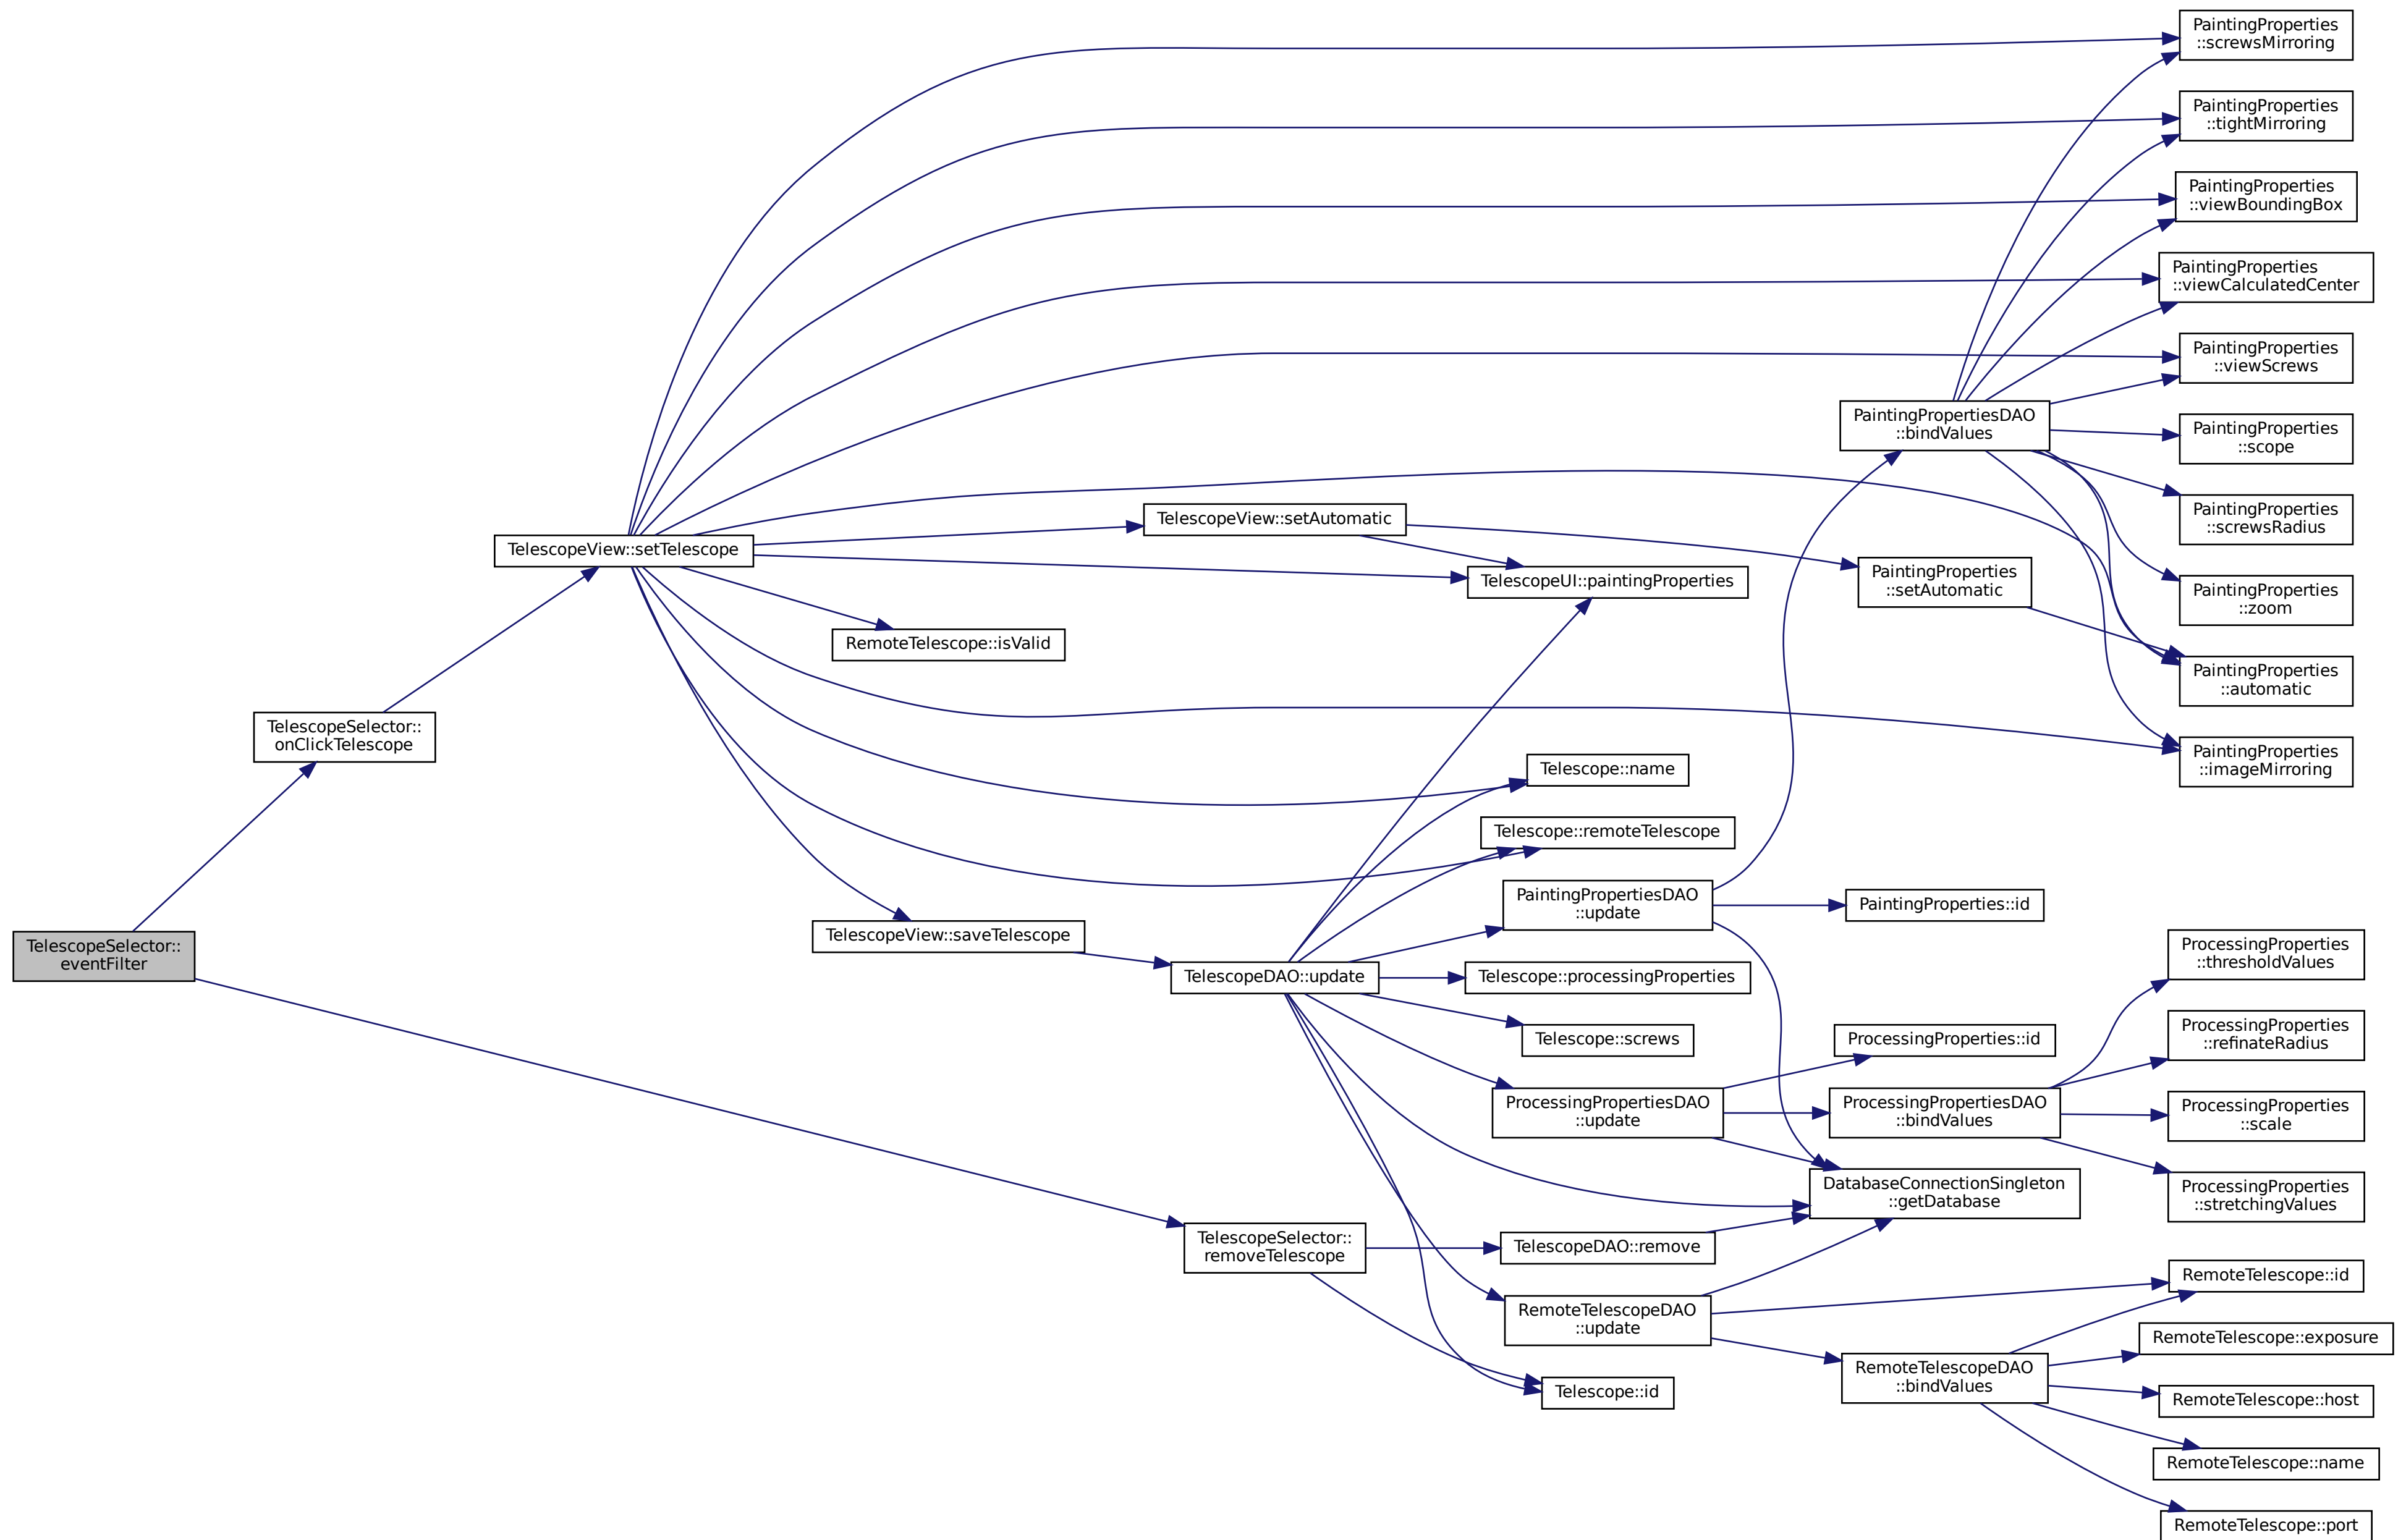 PaintingProperties
::screwsMirroring
PaintingProperties
::tightMirroring
PaintingProperties
::viewBoundingBox
PaintingProperties
::viewCalculatedCenter
PaintingProperties
::viewScrews
PaintingPropertiesDAO
::bindValues
PaintingProperties
::scope
PaintingProperties
::screwsRadius
TelescopeView::setAutomatic
TelescopeView::setTelescope
TelescopeUI::paintingProperties
PaintingProperties
::setAutomatic
PaintingProperties
::zoom
RemoteTelescope::isValid
PaintingProperties
::automatic
TelescopeSelector::
onClickTelescope
PaintingProperties
::imageMirroring
Telescope::name
Telescope::remoteTelescope
PaintingPropertiesDAO
::update
PaintingProperties::id
TelescopeView::saveTelescope
TelescopeSelector::
eventFilter
ProcessingProperties
::thresholdValues
TelescopeDAO::update
Telescope::processingProperties
Telescope::screws
ProcessingProperties::id
ProcessingProperties
::refinateRadius
ProcessingPropertiesDAO
::update
ProcessingPropertiesDAO
::bindValues
ProcessingProperties
::scale
DatabaseConnectionSingleton
::getDatabase
ProcessingProperties
::stretchingValues
TelescopeSelector::
removeTelescope
TelescopeDAO::remove
RemoteTelescope::id
RemoteTelescopeDAO
::update
RemoteTelescope::exposure
RemoteTelescopeDAO
::bindValues
Telescope::id
RemoteTelescope::host
RemoteTelescope::name
RemoteTelescope::port